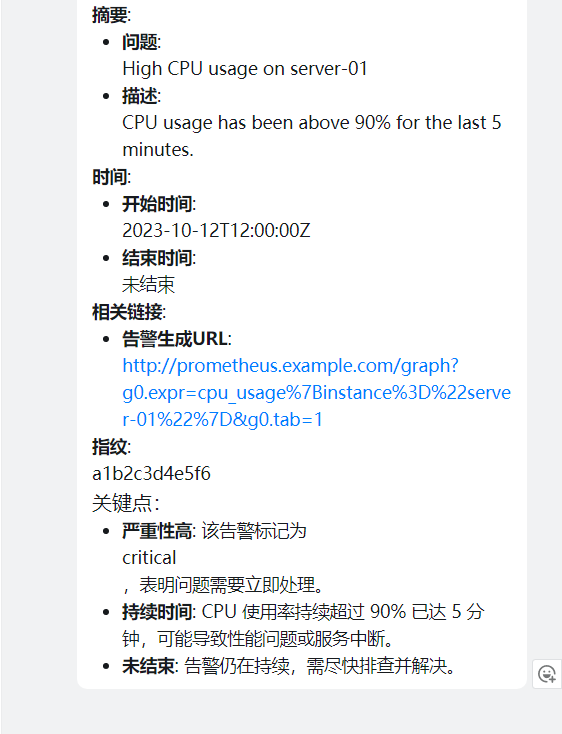 摘要:
• 问题:
High CPU usage on server-01
• 描述:
CPU usage has been above 90% for the last 5
minutes.
时间:
• 开始时间:
2023-10-12T12:00:00Z
• 结束时间:
未结束
相关链接:
• 告警生成URL:
http://prometheus.example.com/graph?
g0.expr=cpu_usage%7Binstance%3D%22serve
r-01%22%7D&g0.tab=1
指纹:
a1b2c3d4e5f6
关键点：
• 严重性高: 该告警标记为
critical
，表明问题需要立即处理。
• 持续时间: CPU 使用率持续超过 90% 已达 5 分
钟，可能导致性能问题或服务中断。
• 未结束: 告警仍在持续，需尽快排查并解决。